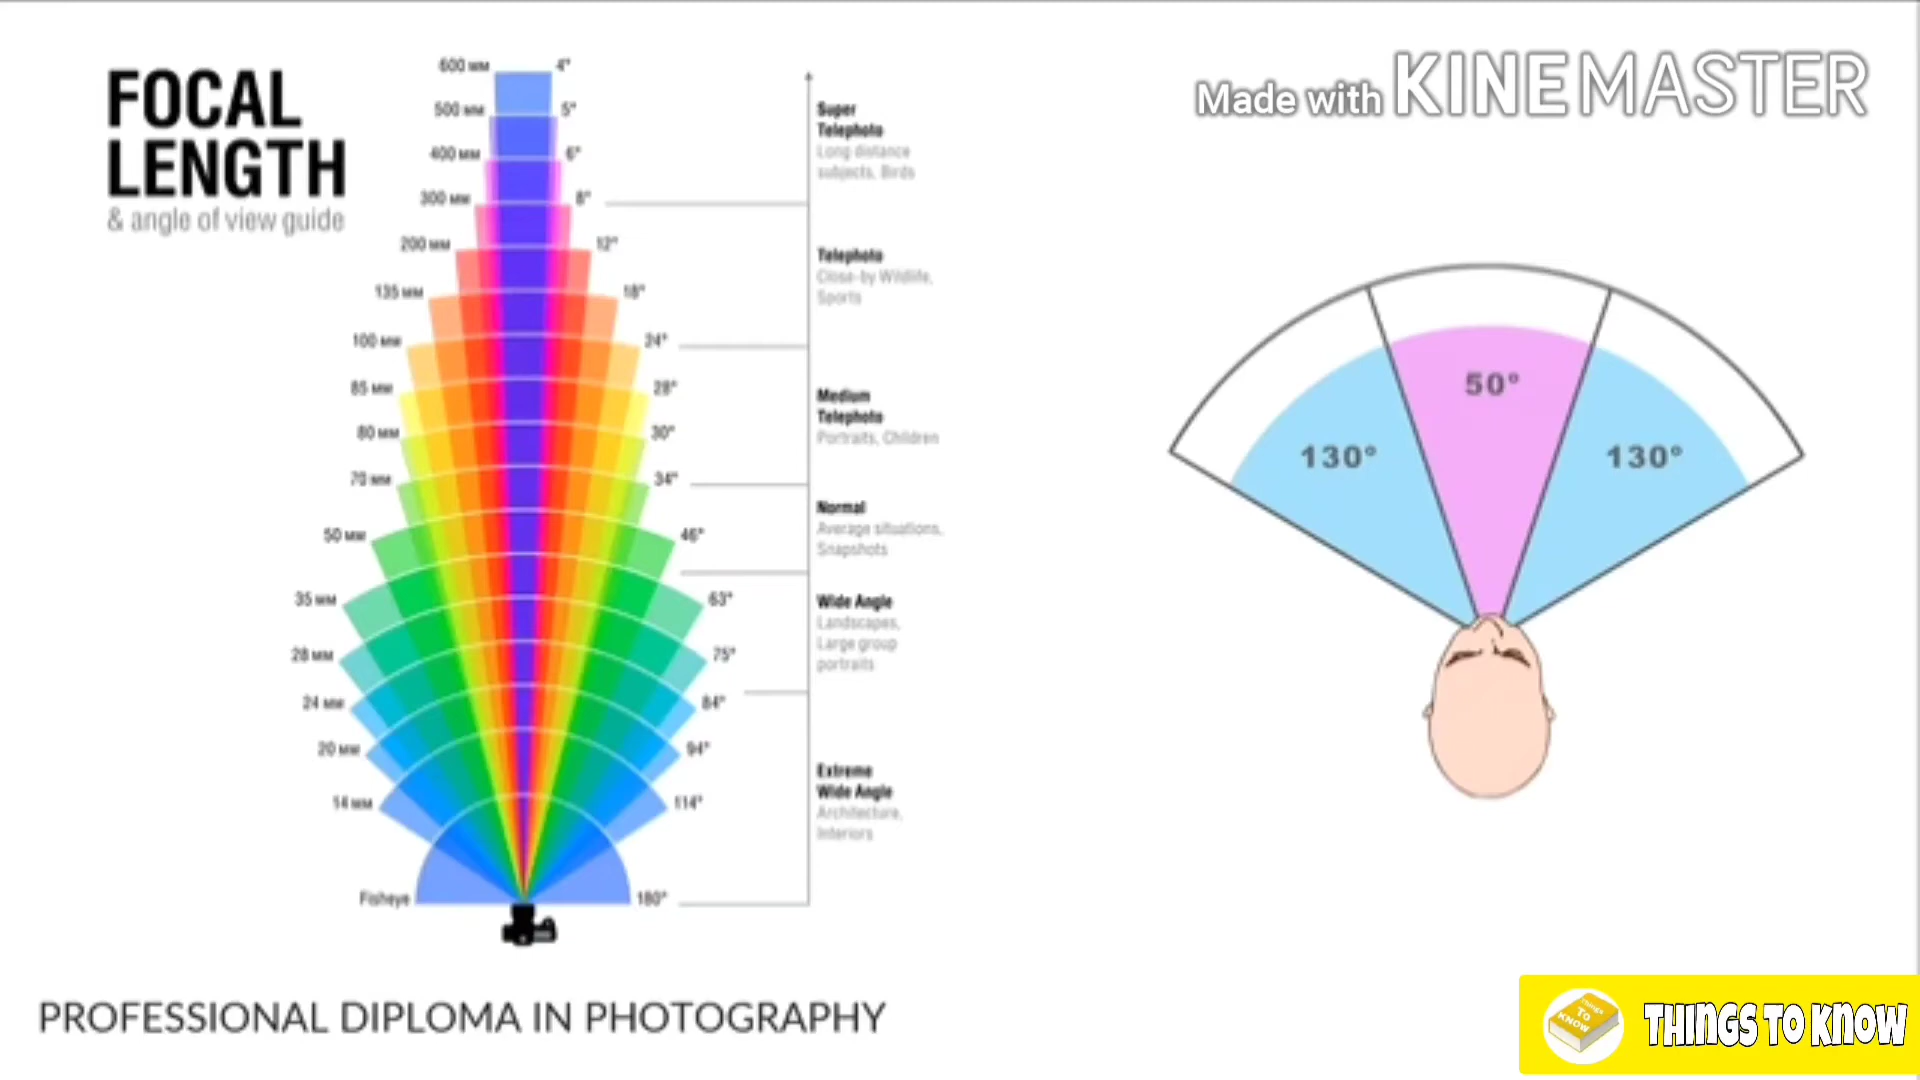 FOCAL
LENGTH
& angle of view guide
600 MM 4°
500 MM 5°
400 MM 6°
300 MM 8°
200 MM 12°
135 MM 18°
100 MM 24°
85 MM 28°
80 MM 30°
70 MM 34°
50 MM 46°
35 MM 63°
28 MM 75°
24 MM 84°
20 MM 94°
14 MM 114°
Fisheye 180°
Super
Telephoto
Long distance
subjects, Birds
Telephoto
Close-by Wildlife,
Sports
Medium
Telephoto
Portraits, Children
Normal
Average situations,
Snapshots
Wide Angle
Landscapes,
Large group
portraits
Extreme
Wide Angle
Architecture,
Interiors
Made with KINEMASTER
50°
130° 130°
PROFESSIONAL DIPLOMA IN PHOTOGRAPHY
THINGS
TO
KNOW
THINGS TO KNOW